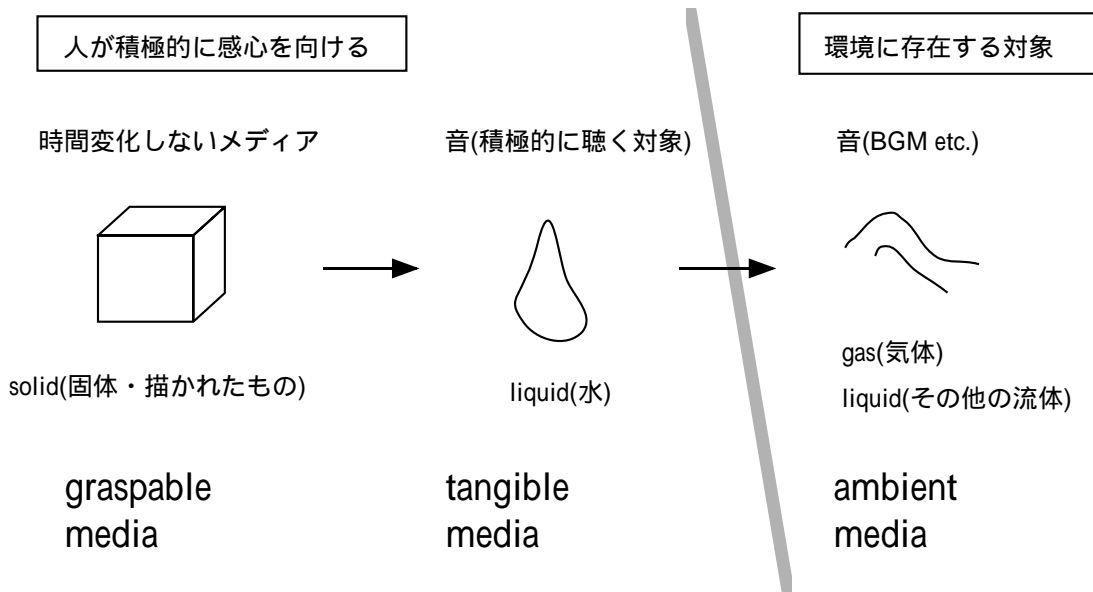 人が積極的に感心を向ける
環境に存在する対象
時間変化しないメディア
音(積極的に聴く対象)
音(BGM etc.)
solid(固体・描かれたもの)
liquid(水)
gas(気体)
liquid(その他の流体)
graspable
media
tangible
media
ambient
media